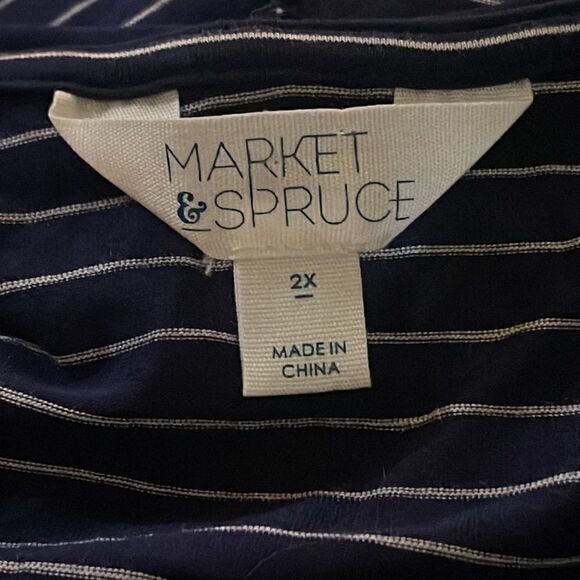 MARKET
&SPRUCE
2X
MADE IN
CHINA